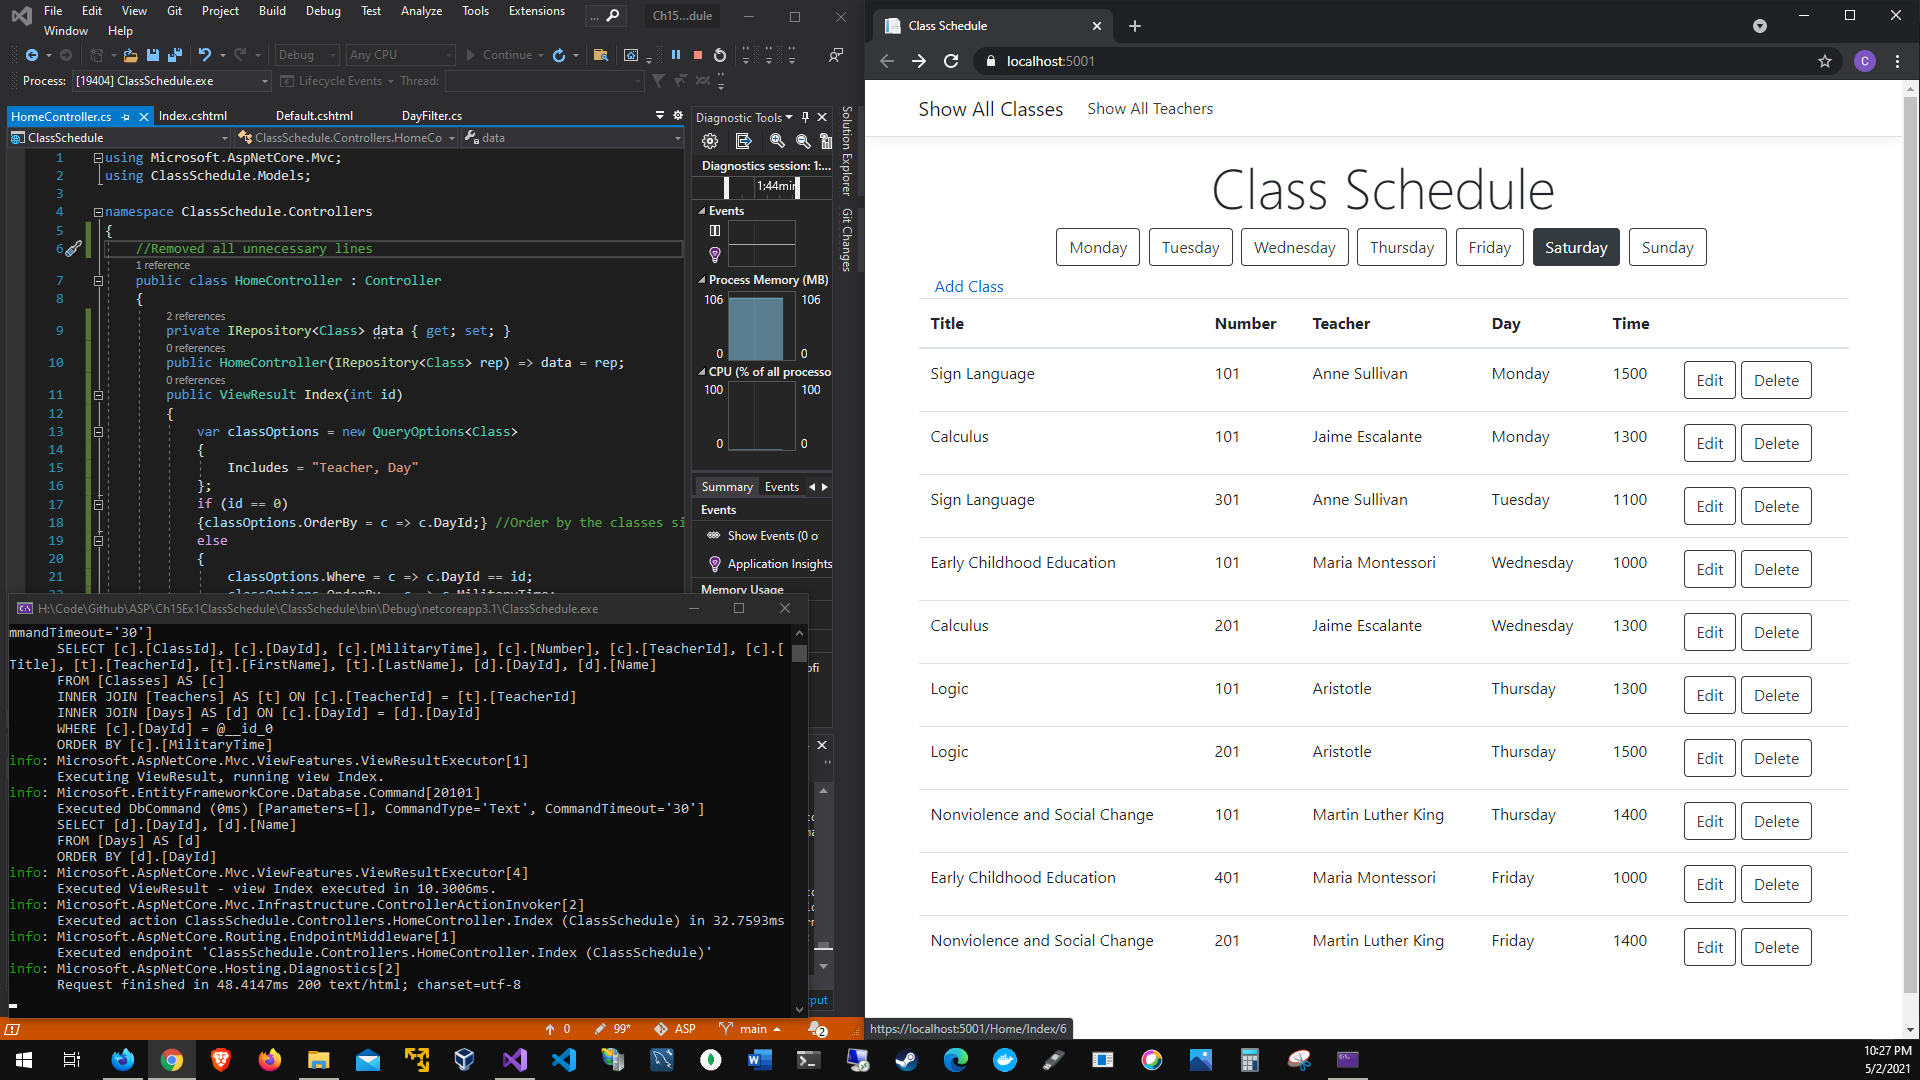 File Edit View Git Project Build Debug Test Analyze Tools Extensions ... Ch15...dule
Window Help
Debug Any CPU Continue
Process: [19404] ClassSchedule.exe Lifecycle Events Thread:
HomeController.cs Index.cshtml Default.cshtml DayFilter.cs
ClassSchedule ClassSchedule.Controllers.HomeCo data
1 using Microsoft.AspNetCore.Mvc;
2 using ClassSchedule.Models;
3
4 namespace ClassSchedule.Controllers
5 {
6 //Removed all unnecessary lines
1 reference
7 public class HomeController : Controller
8 {
2 references
9 private IRepository<Class> data { get; set; }
0 references
10 public HomeController(IRepository<Class> rep) => data = rep;
0 references
11 public ViewResult Index(int id)
12 {
13 var classOptions = new QueryOptions<Class>
14 {
15 Includes = "Teacher, Day"
16 };
17 if (id == 0)
18 {classOptions.OrderBy = c => c.DayId;} //Order by the classes si
19 else
20 {
21 classOptions.Where = c => c.DayId == id;
Diagnostic Tools
Diagnostics session: 1:...
1:44min
Events
Process Memory (MB)
106 106
0 0
CPU (% of all processo
100 100
0 0
Summary Events
Events
Show Events (0 o
Application Insights
Memory Usage
Solution Explorer
Git Changes
H:\Code\Github\ASP\Ch15Ex1ClassSchedule\ClassSchedule\bin\Debug\netcoreapp3.1\ClassSchedule.exe
mmandTimeout='30']
SELECT [c].[ClassId], [c].[DayId], [c].[MilitaryTime], [c].[Number], [c].[TeacherId], [c].[
Title], [t].[TeacherId], [t].[FirstName], [t].[LastName], [d].[DayId], [d].[Name]
FROM [Classes] AS [c]
INNER JOIN [Teachers] AS [t] ON [c].[TeacherId] = [t].[TeacherId]
INNER JOIN [Days] AS [d] ON [c].[DayId] = [d].[DayId]
WHERE [c].[DayId] = @__id_0
ORDER BY [c].[MilitaryTime]
info: Microsoft.AspNetCore.Mvc.ViewFeatures.ViewResultExecutor[1]
Executing ViewResult, running view Index.
info: Microsoft.EntityFrameworkCore.Database.Command[20101]
Executed DbCommand (0ms) [Parameters=[], CommandType='Text', CommandTimeout='30']
SELECT [d].[DayId], [d].[Name]
FROM [Days] AS [d]
ORDER BY [d].[DayId]
info: Microsoft.AspNetCore.Mvc.ViewFeatures.ViewResultExecutor[4]
Executed ViewResult - view Index executed in 10.3006ms.
info: Microsoft.AspNetCore.Mvc.Infrastructure.ControllerActionInvoker[2]
Executed action ClassSchedule.Controllers.HomeController.Index (ClassSchedule) in 32.7593ms
info: Microsoft.AspNetCore.Routing.EndpointMiddleware[1]
Executed endpoint 'ClassSchedule.Controllers.HomeController.Index (ClassSchedule)'
info: Microsoft.AspNetCore.Hosting.Diagnostics[2]
Request finished in 48.4147ms 200 text/html; charset=utf-8
0 99* ASP main 2
Class Schedule
localhost:5001 C
Show All Classes Show All Teachers
Class Schedule
Monday Tuesday Wednesday Thursday Friday Saturday Sunday
Add Class
Title Number Teacher Day Time
Sign Language 101 Anne Sullivan Monday 1500 Edit Delete
Calculus 101 Jaime Escalante Monday 1300 Edit Delete
Sign Language 301 Anne Sullivan Tuesday 1100 Edit Delete
Early Childhood Education 101 Maria Montessori Wednesday 1000 Edit Delete
Calculus 201 Jaime Escalante Wednesday 1300 Edit Delete
Logic 101 Aristotle Thursday 1300 Edit Delete
Logic 201 Aristotle Thursday 1500 Edit Delete
Nonviolence and Social Change 101 Martin Luther King Thursday 1400 Edit Delete
Early Childhood Education 401 Maria Montessori Friday 1000 Edit Delete
Nonviolence and Social Change 201 Martin Luther King Friday 1400 Edit Delete
https://localhost:5001/Home/Index/6
10:27 PM
5/2/2021